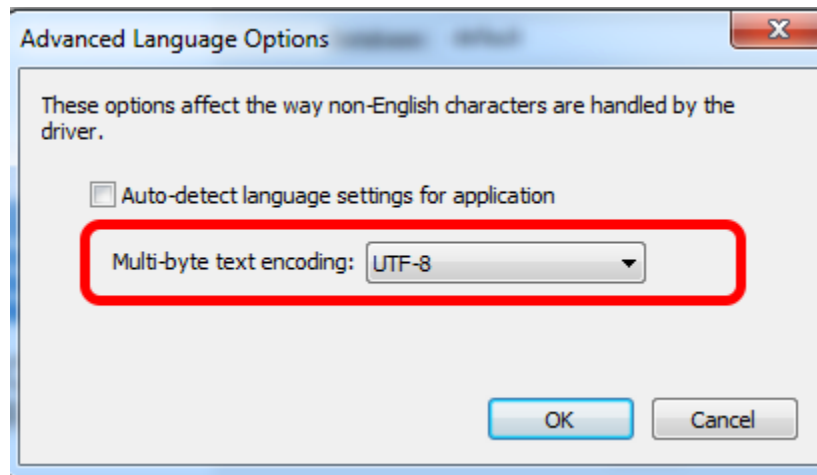 Advanced Language Options
These options affect the way non-English characters are handled by the
driver.
Auto-detect language settings for application
Multi-byte text encoding: UTF-8
OK Cancel